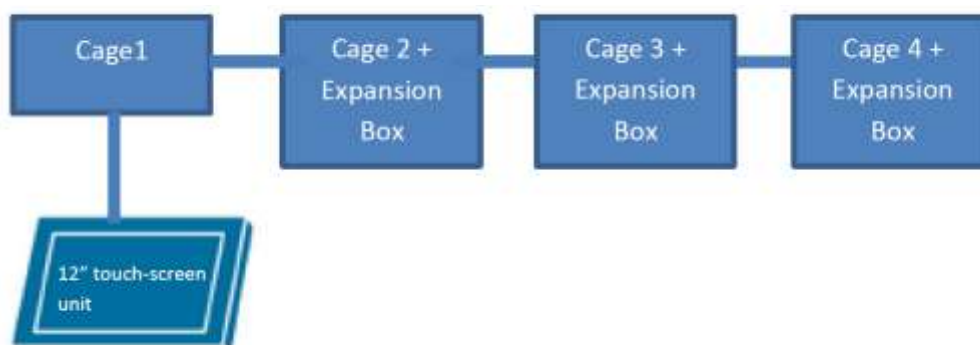 Cage1
Cage 2 +
Expansion
Box
Cage 3 +
Expansion
Box
Cage 4 +
Expansion
Box
12” touch-screen
unit